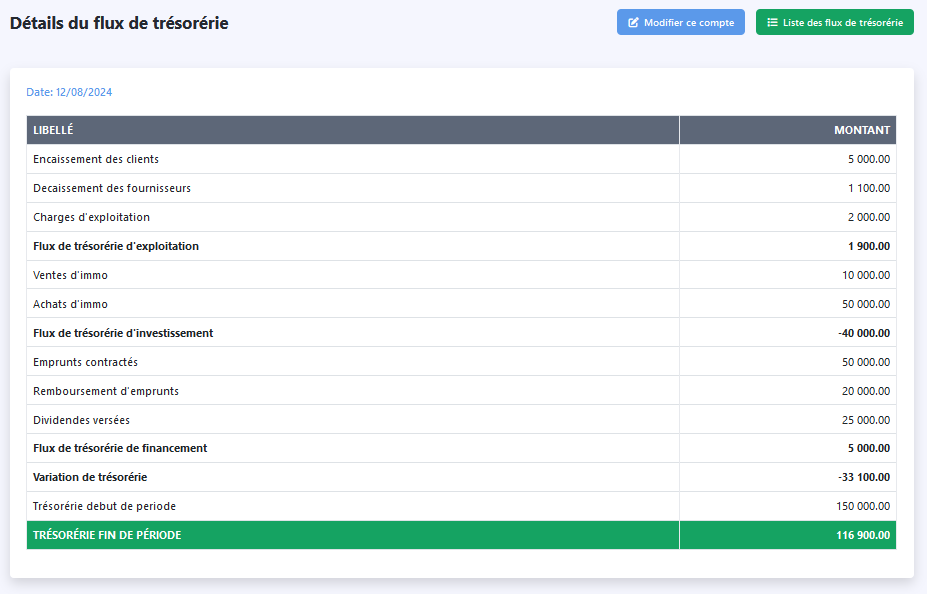 Détails du flux de trésorérie
Modifier ce compte
Liste des flux de trésorérie
Date: 12/08/2024
LIBELLÉ MONTANT
Encaissement des clients 5 000.00
Decaissement des fournisseurs 1 100.00
Charges d'exploitation 2 000.00
Flux de trésorérie d'exploitation 1 900.00
Ventes d'immo 10 000.00
Achats d'immo 50 000.00
Flux de trésorérie d'investissement -40 000.00
Emprunts contractés 50 000.00
Remboursement d'emprunts 20 000.00
Dividendes versées 25 000.00
Flux de trésorérie de financement 5 000.00
Variation de trésorérie -33 100.00
Trésorérie debut de periode 150 000.00
TRÉSORÉRIE FIN DE PÉRIODE 116 900.00